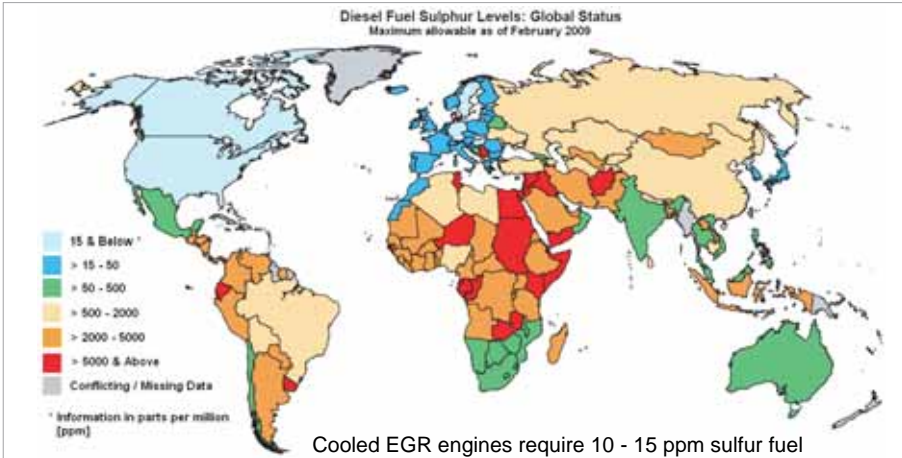 Diesel Fuel Sulphur Levels: Global Status
Maximum allowable as of February 2009
15 & Below *
> 15 - 50
> 50 - 500
> 500 - 2000
> 2000 - 5000
> 5000 & Above
Conflicting / Missing Data
* Information in parts per million
[ppm]
Cooled EGR engines require 10 - 15 ppm sulfur fuel